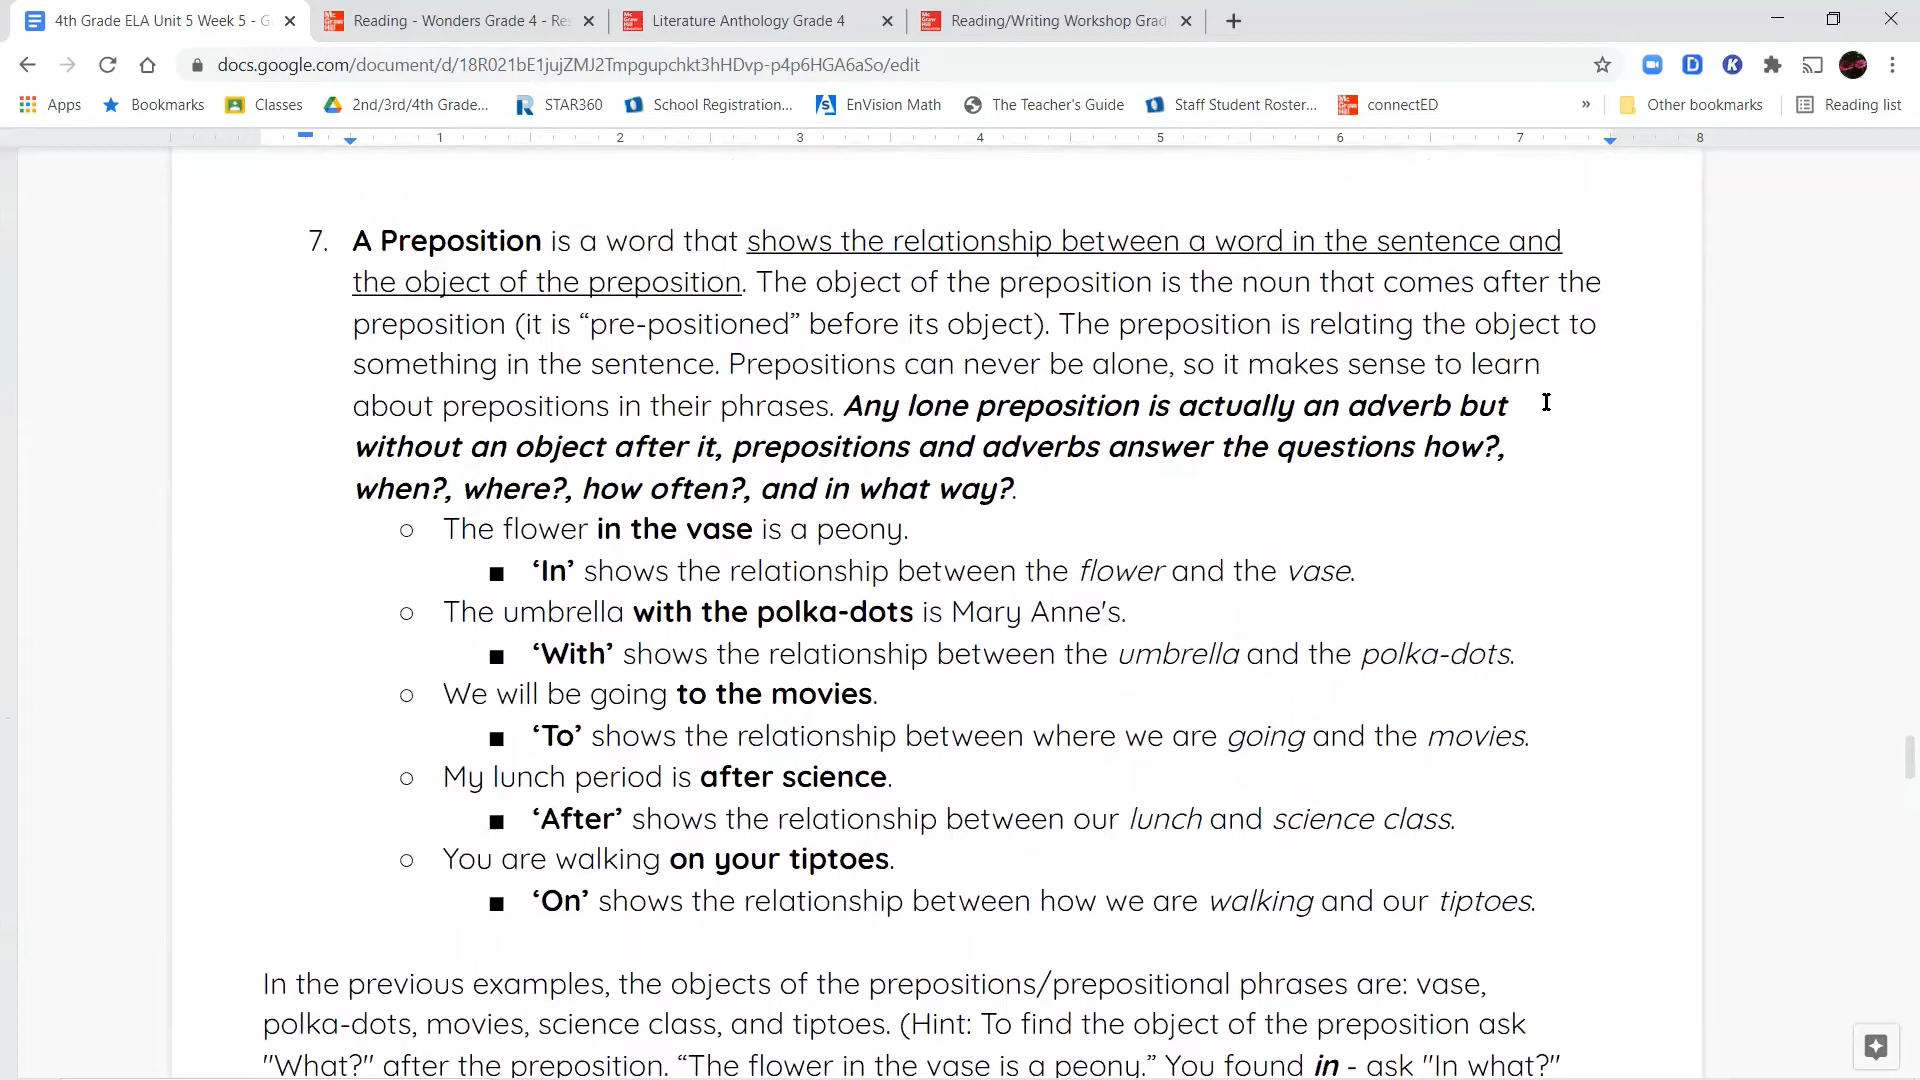 4th Grade ELA Unit 5 Week 5 - G
Reading - Wonders Grade 4 - Res
Literature Anthology Grade 4
Reading/Writing Workshop Grad
docs.google.com/document/d/18R021bE1jujZMJ2Tmpgupchkt3hHDvp-p4p6HGA6aSo/edit
Apps
Bookmarks
Classes
2nd/3rd/4th Grade...
STAR360
School Registration...
EnVision Math
The Teacher's Guide
Staff Student Roster...
connectED
»
Other bookmarks
Reading list
1 2 3 4 5 6 7 8
7. A Preposition is a word that shows the relationship between a word in the sentence and
the object of the preposition. The object of the preposition is the noun that comes after the
preposition (it is “pre-positioned” before its object). The preposition is relating the object to
something in the sentence. Prepositions can never be alone, so it makes sense to learn
about prepositions in their phrases. Any lone preposition is actually an adverb but
without an object after it, prepositions and adverbs answer the questions how?,
when?, where?, how often?, and in what way?.
○ The flower in the vase is a peony.
■ ‘In’ shows the relationship between the flower and the vase.
○ The umbrella with the polka-dots is Mary Anne's.
■ ‘With’ shows the relationship between the umbrella and the polka-dots.
○ We will be going to the movies.
■ ‘To’ shows the relationship between where we are going and the movies.
○ My lunch period is after science.
■ ‘After’ shows the relationship between our lunch and science class.
○ You are walking on your tiptoes.
■ ‘On’ shows the relationship between how we are walking and our tiptoes.
In the previous examples, the objects of the prepositions/prepositional phrases are: vase,
polka-dots, movies, science class, and tiptoes. (Hint: To find the object of the preposition ask
"What?" after the preposition. “The flower in the vase is a peony.” You found in - ask "In what?"